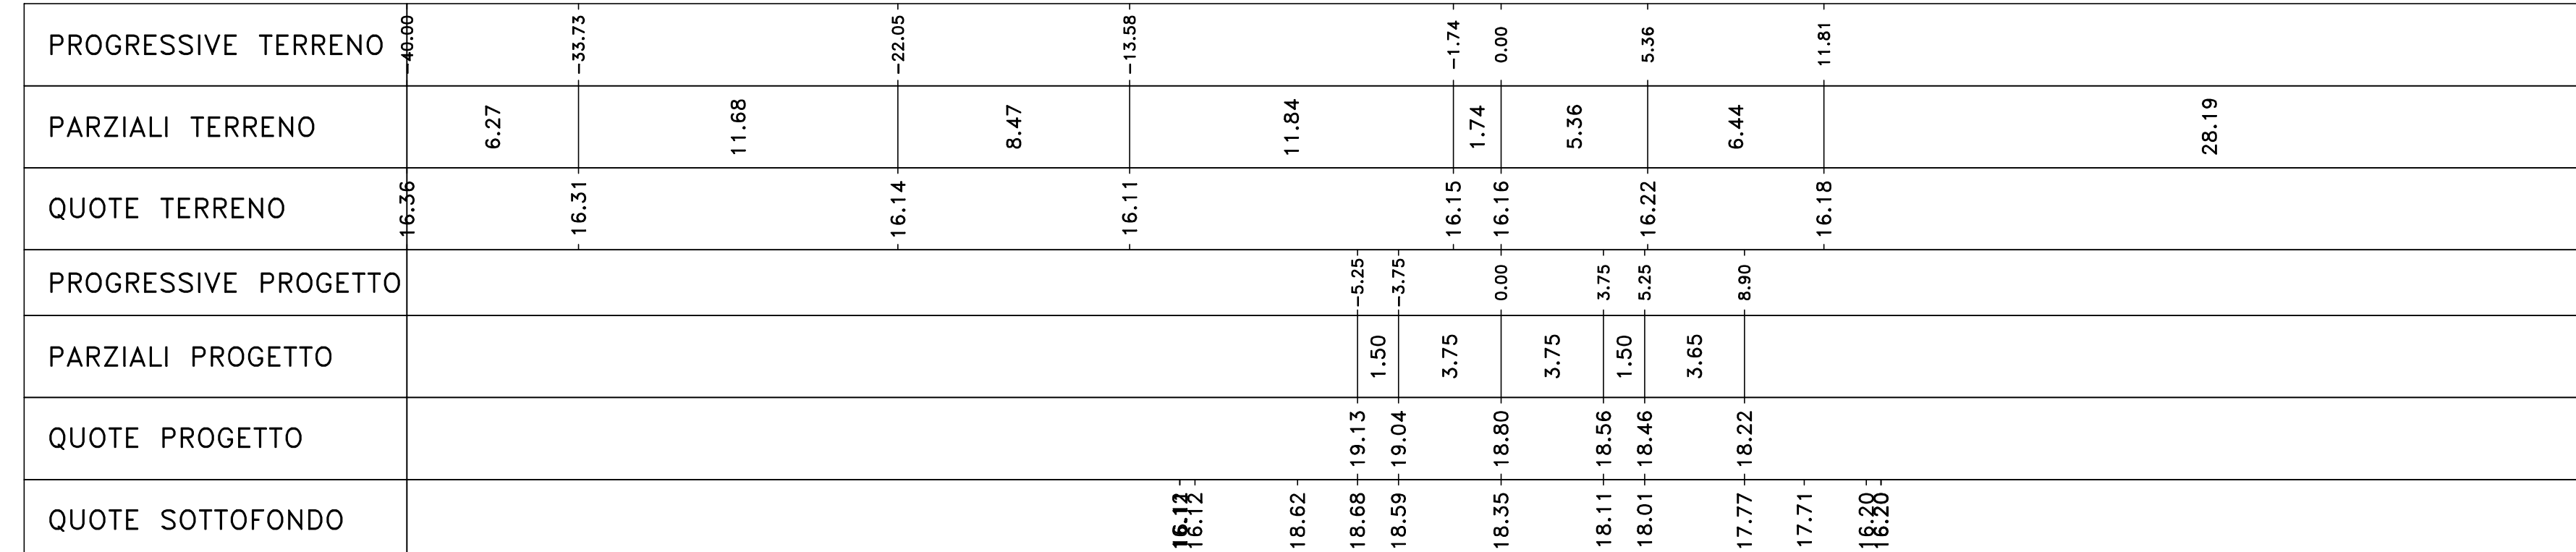 PROGRESSIVE TERRENO -40.00 -33.73 -22.05 -13.58 -1.74 0.00 5.36 11.81
PARZIALI TERRENO 6.27 11.68 8.47 11.84 1.74 5.36 6.44 28.19
QUOTE TERRENO 16.36 16.31 16.14 16.11 16.15 16.16 16.22 16.18
PROGRESSIVE PROGETTO -5.25 -3.75 0.00 3.75 5.25 8.90
PARZIALI PROGETTO 1.50 3.75 3.75 1.50 3.65
QUOTE PROGETTO 19.13 19.04 18.80 18.56 18.46 18.22
QUOTE SOTTOFONDO 16.12 18.62 18.68 18.59 18.35 18.11 18.01 17.77 17.71 16.20 16.20